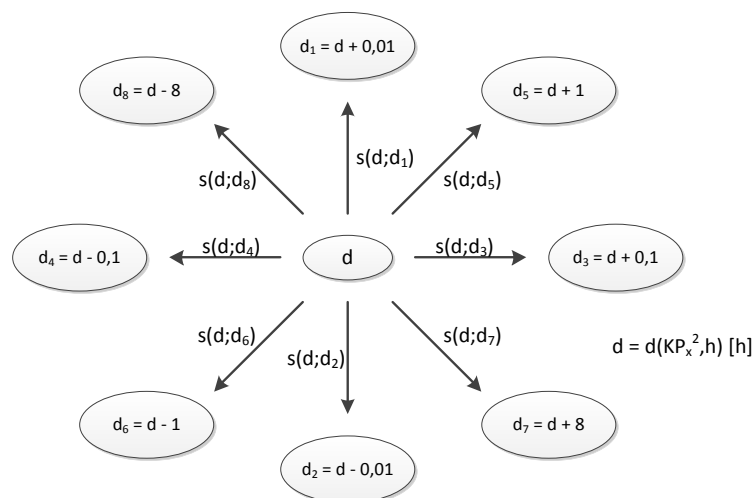 d₁ = d + 0,01
d₈ = d - 8
d₅ = d + 1
s(d;d₁)
s(d;d₈)
s(d;d₅)
d₄ = d - 0,1
s(d;d₄)
d
s(d;d₃)
d₃ = d + 0,1
s(d;d₆)
s(d;d₂)
s(d;d₇)
d = d(KPₓ²,h) [h]
d₆ = d - 1
d₂ = d - 0,01
d₇ = d + 8